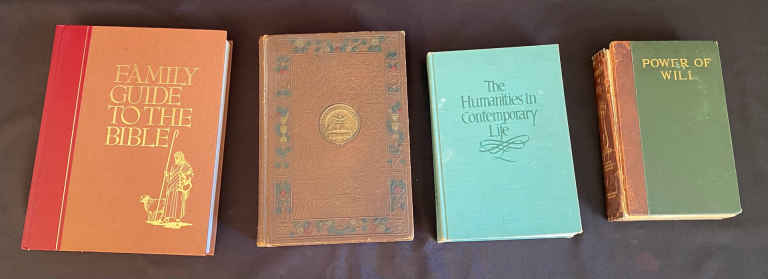 FAMILY
GUIDE
TO THE
BIBLE
The
Humanities in
Contemporary
Life
POWER OF
WILL